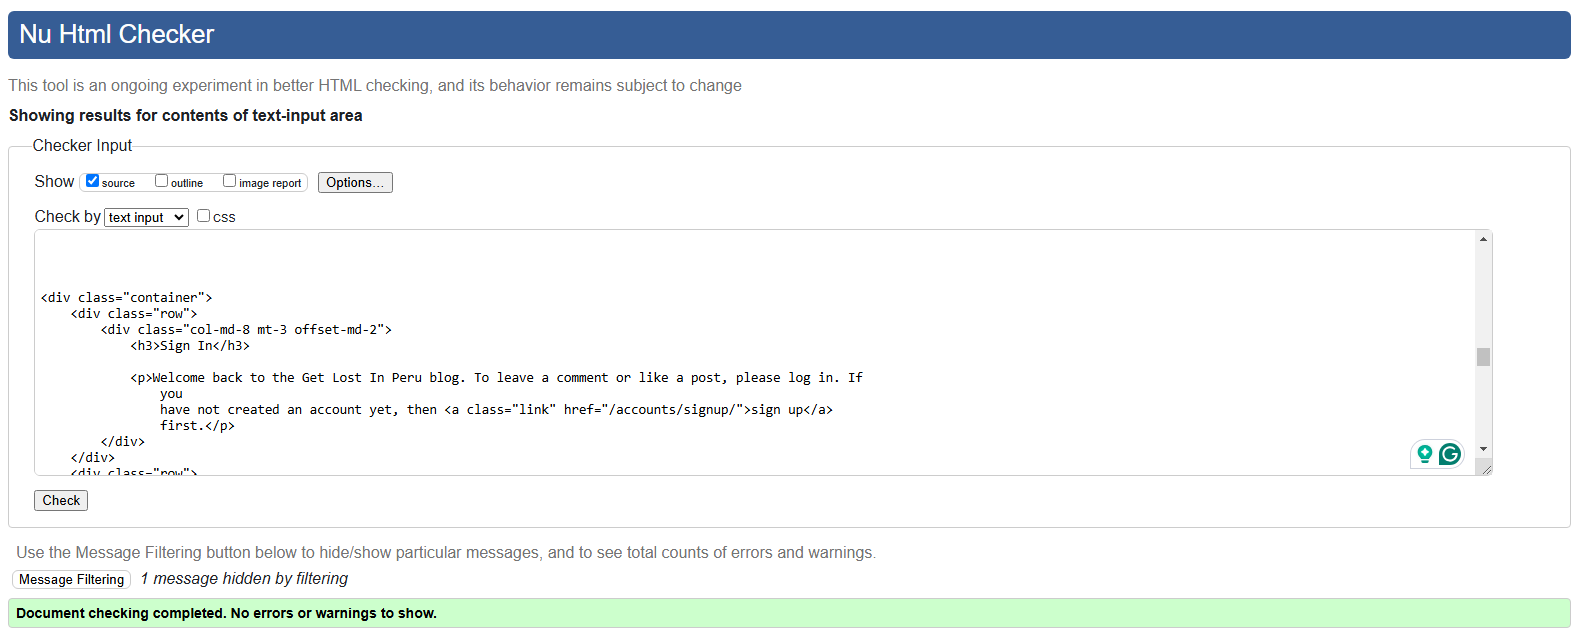 Nu Html Checker
This tool is an ongoing experiment in better HTML checking, and its behavior remains subject to change
Showing results for contents of text-input area
Checker Input
Show source outline image report Options...
Check by text input css
<div class="container">
<div class="row">
<div class="col-md-8 mt-3 offset-md-2">
<h3>Sign In</h3>
<p>Welcome back to the Get Lost In Peru blog. To leave a comment or like a post, please log in. If
you
have not created an account yet, then <a class="link" href="/accounts/signup/">sign up</a>
first.</p>
</div>
</div>
<div class="row">
Check
Use the Message Filtering button below to hide/show particular messages, and to see total counts of errors and warnings.
Message Filtering 1 message hidden by filtering
Document checking completed. No errors or warnings to show.